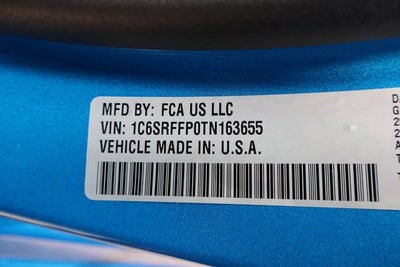 MFD BY: FCA US LLC
VIN: 1C6SRFFP0TN163655
VEHICLE MADE IN: U.S.A.